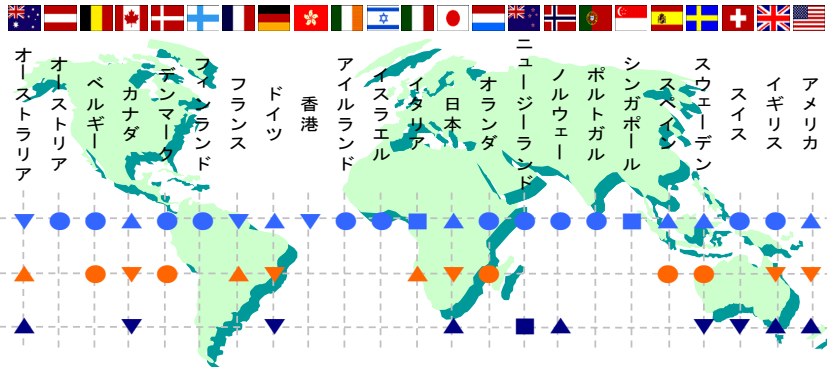 オーストラリア
オーストリア
ベルギー
カナダ
デンマーク
フィンランド
フランス
ドイツ
香港
アイルランド
イスラエル
イタリア
日本
オランダ
ニュージーランド
ノルウェー
ポルトガル
シンガポール
スペイン
スウェーデン
スイス
イギリス
アメリカ